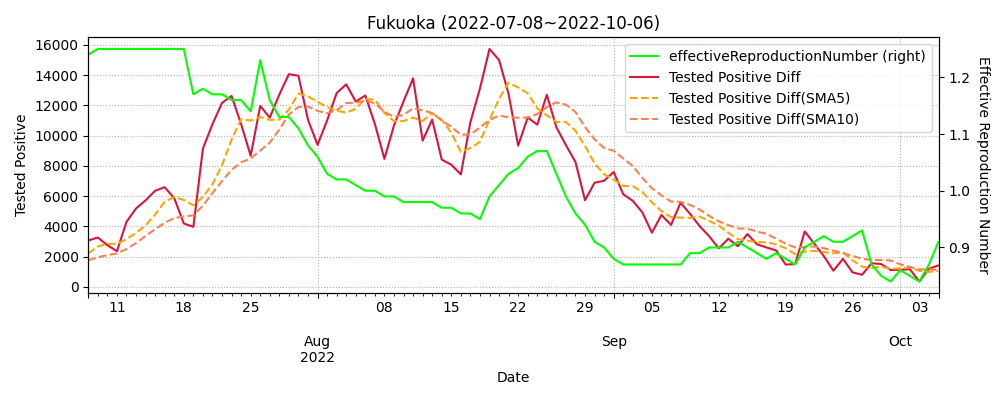 Fukuoka (2022-07-08~2022-10-06)
16000
14000
12000
10000
8000
6000
4000
2000
0
Tested Positive
effectiveReproductionNumber (right)
Tested Positive Diff
Tested Positive Diff(SMA5)
Tested Positive Diff(SMA10)
1.2
1.1
1.0
0.9
Effective Reproduction Number
11 18 25 08 15 22 29 05 12 19 26 03
Aug Sep Oct
2022
Date